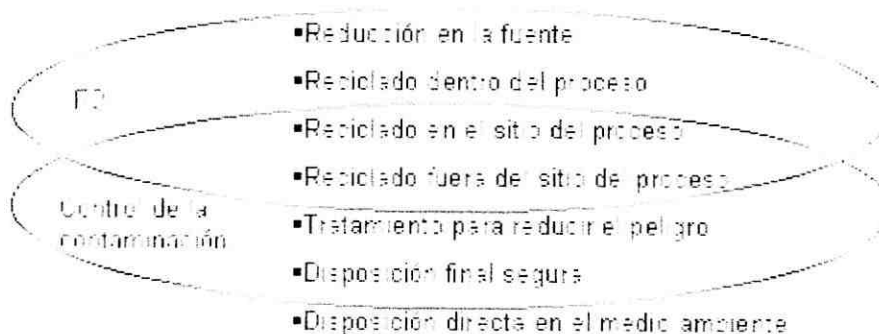 ▪Reducción en la fuente
▪Reciclado dentro del proceso
▪Reciclado en el sitio del proceso
▪Reciclado fuera del sitio del proceso
Control de la
contaminación
▪Tratamiento para reducir el peligro
▪Disposición final segura
▪Disposición directa en el medio ambiente